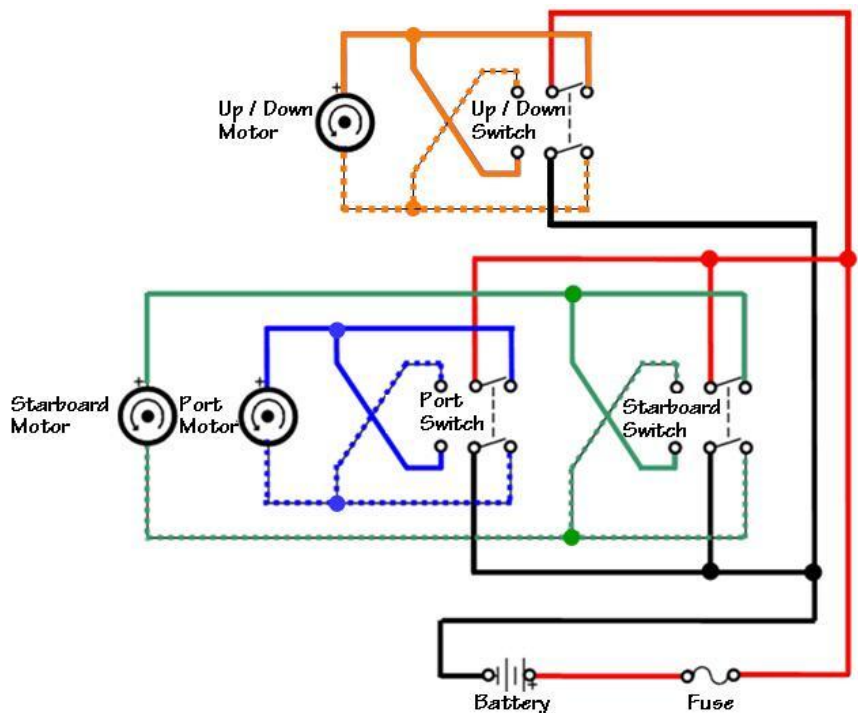 +
Up / Down
Motor
Up / Down
Switch
+
+
Starboard
Motor
Port
Motor
Port
Switch
Starboard
Switch
+
Battery
Fuse